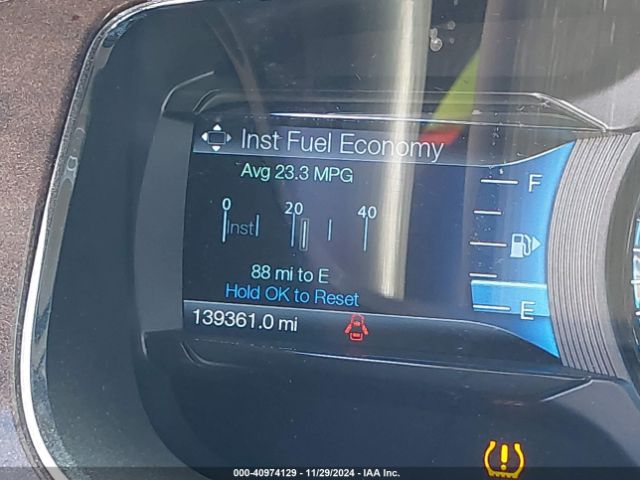 Inst Fuel Economy
Avg 23.3 MPG
0 20 40
Inst
88 mi to E
Hold OK to Reset
139361.0 mi
F
E
000-40974129 - 11/29/2024 - IAA Inc.